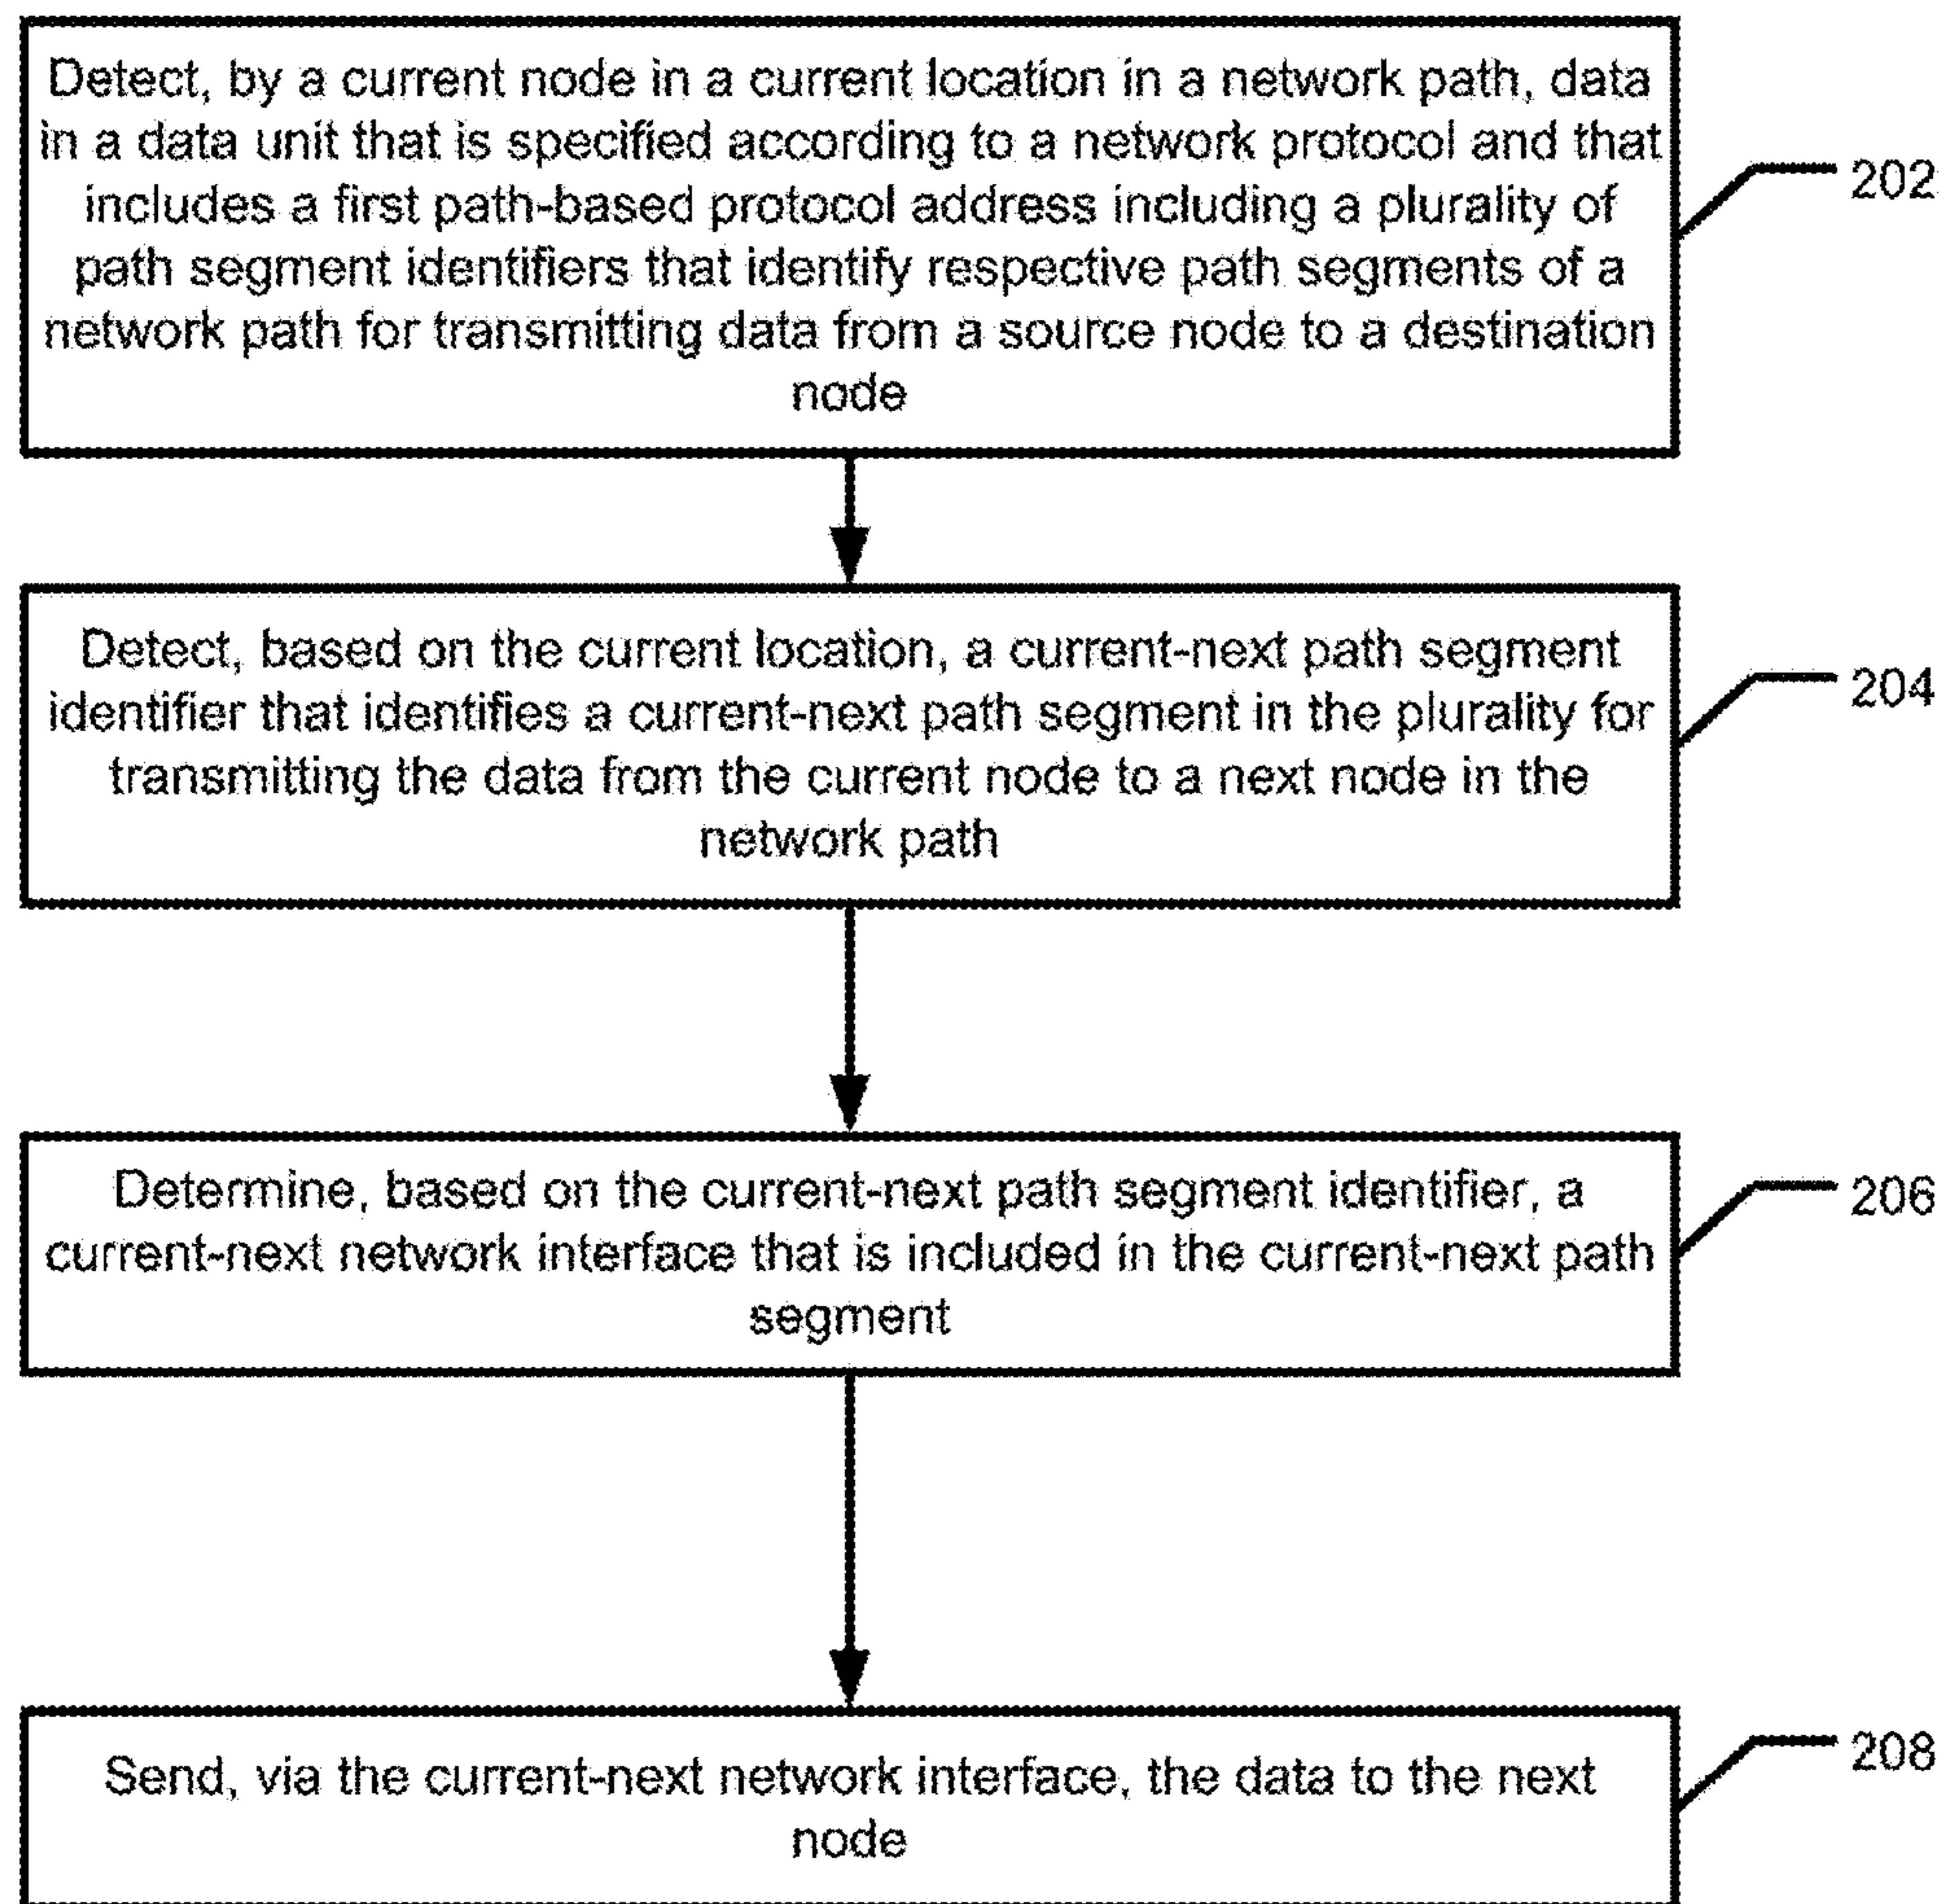 Detect, by a current node in a current location in a network path, data
in a data unit that is specified according to a network protocol and that
includes a first path-based protocol address including a plurality of
path segment identifiers that identify respective path segments of a
network path for transmitting data from a source node to a destination
node
202
Detect, based on the current location, a current-next path segment
identifier that identifies a current-next path segment in the plurality for
transmitting the data from the current node to a next node in the
network path
204
Determine, based on the current-next path segment identifier, a
current-next network interface that is included in the current-next path
segment
206
Send, via the current-next network interface, the data to the next
node
208